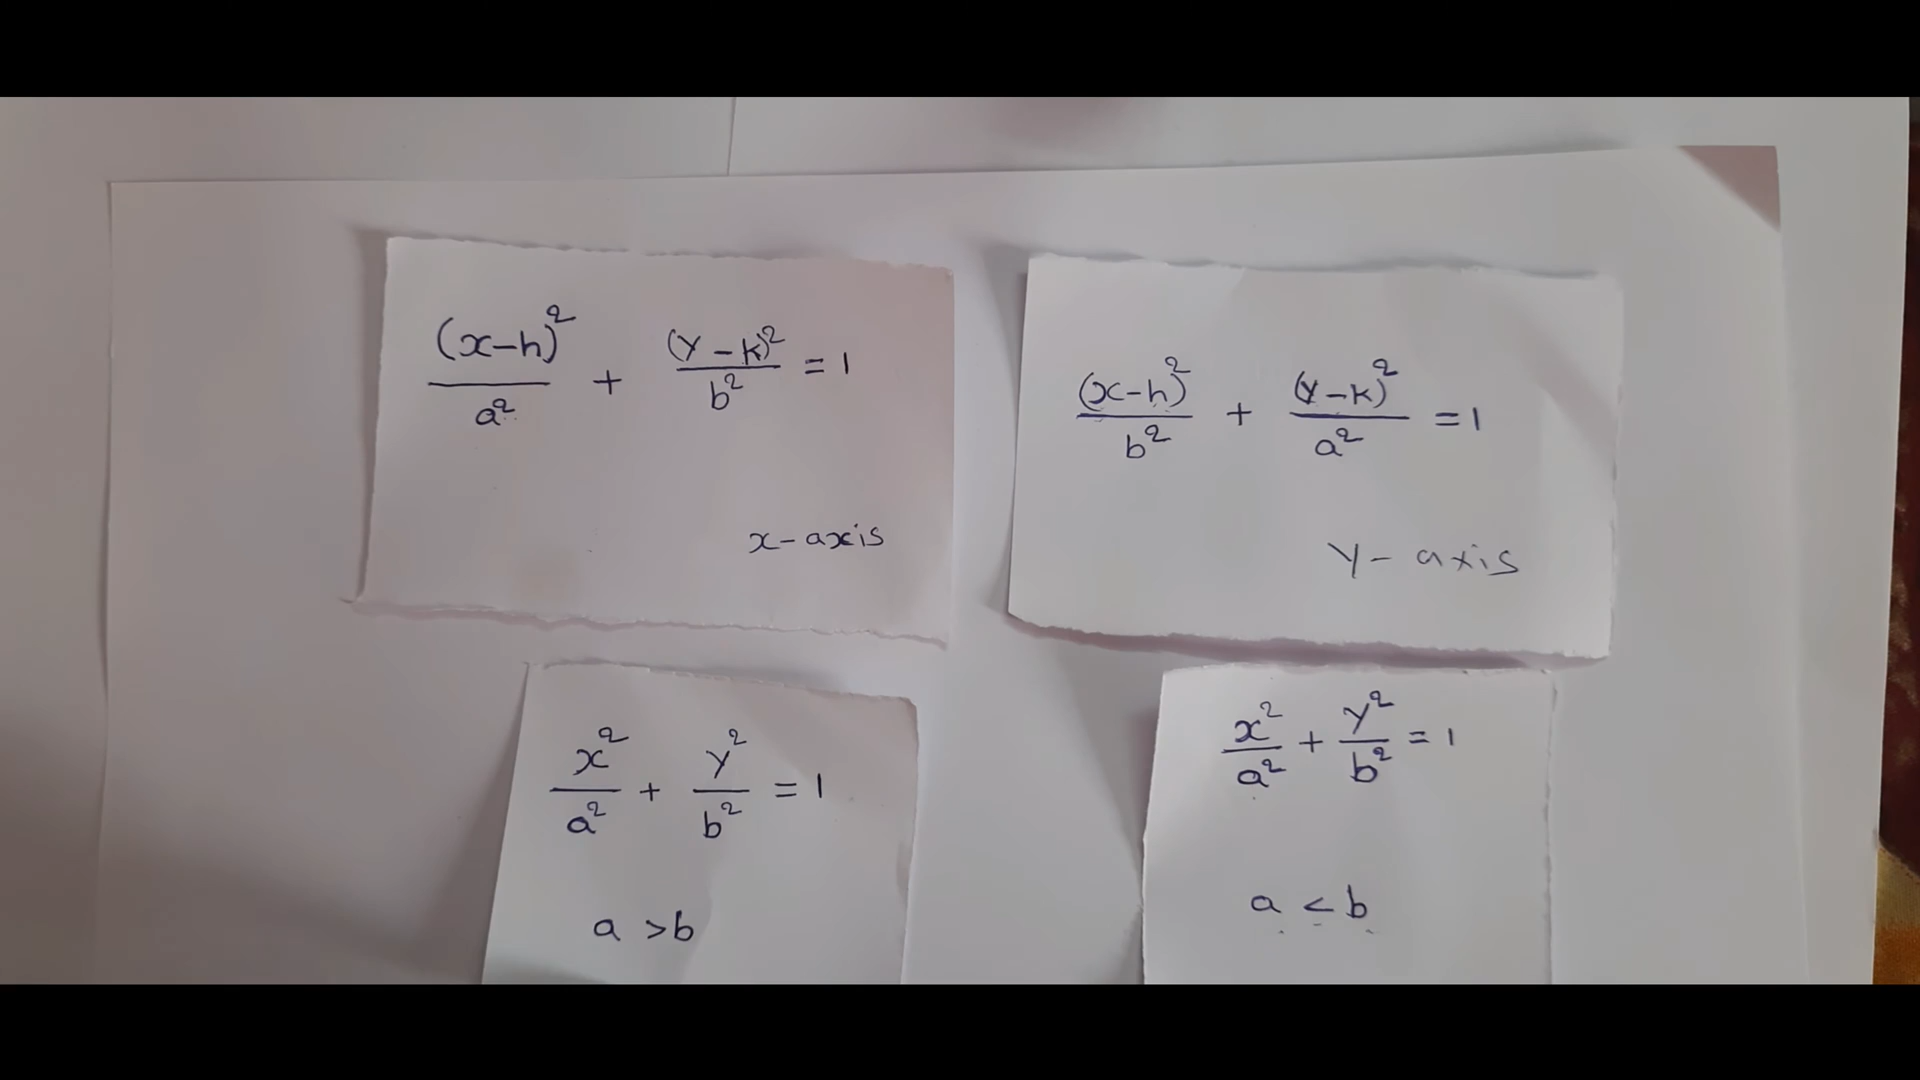 (x-h)²/a² + (y-k)²/b² = 1
x-axis
(x-h)²/b² + (y-k)²/a² = 1
y-axis
x²/a² + y²/b² = 1
a > b
x²/a² + y²/b² = 1
a < b